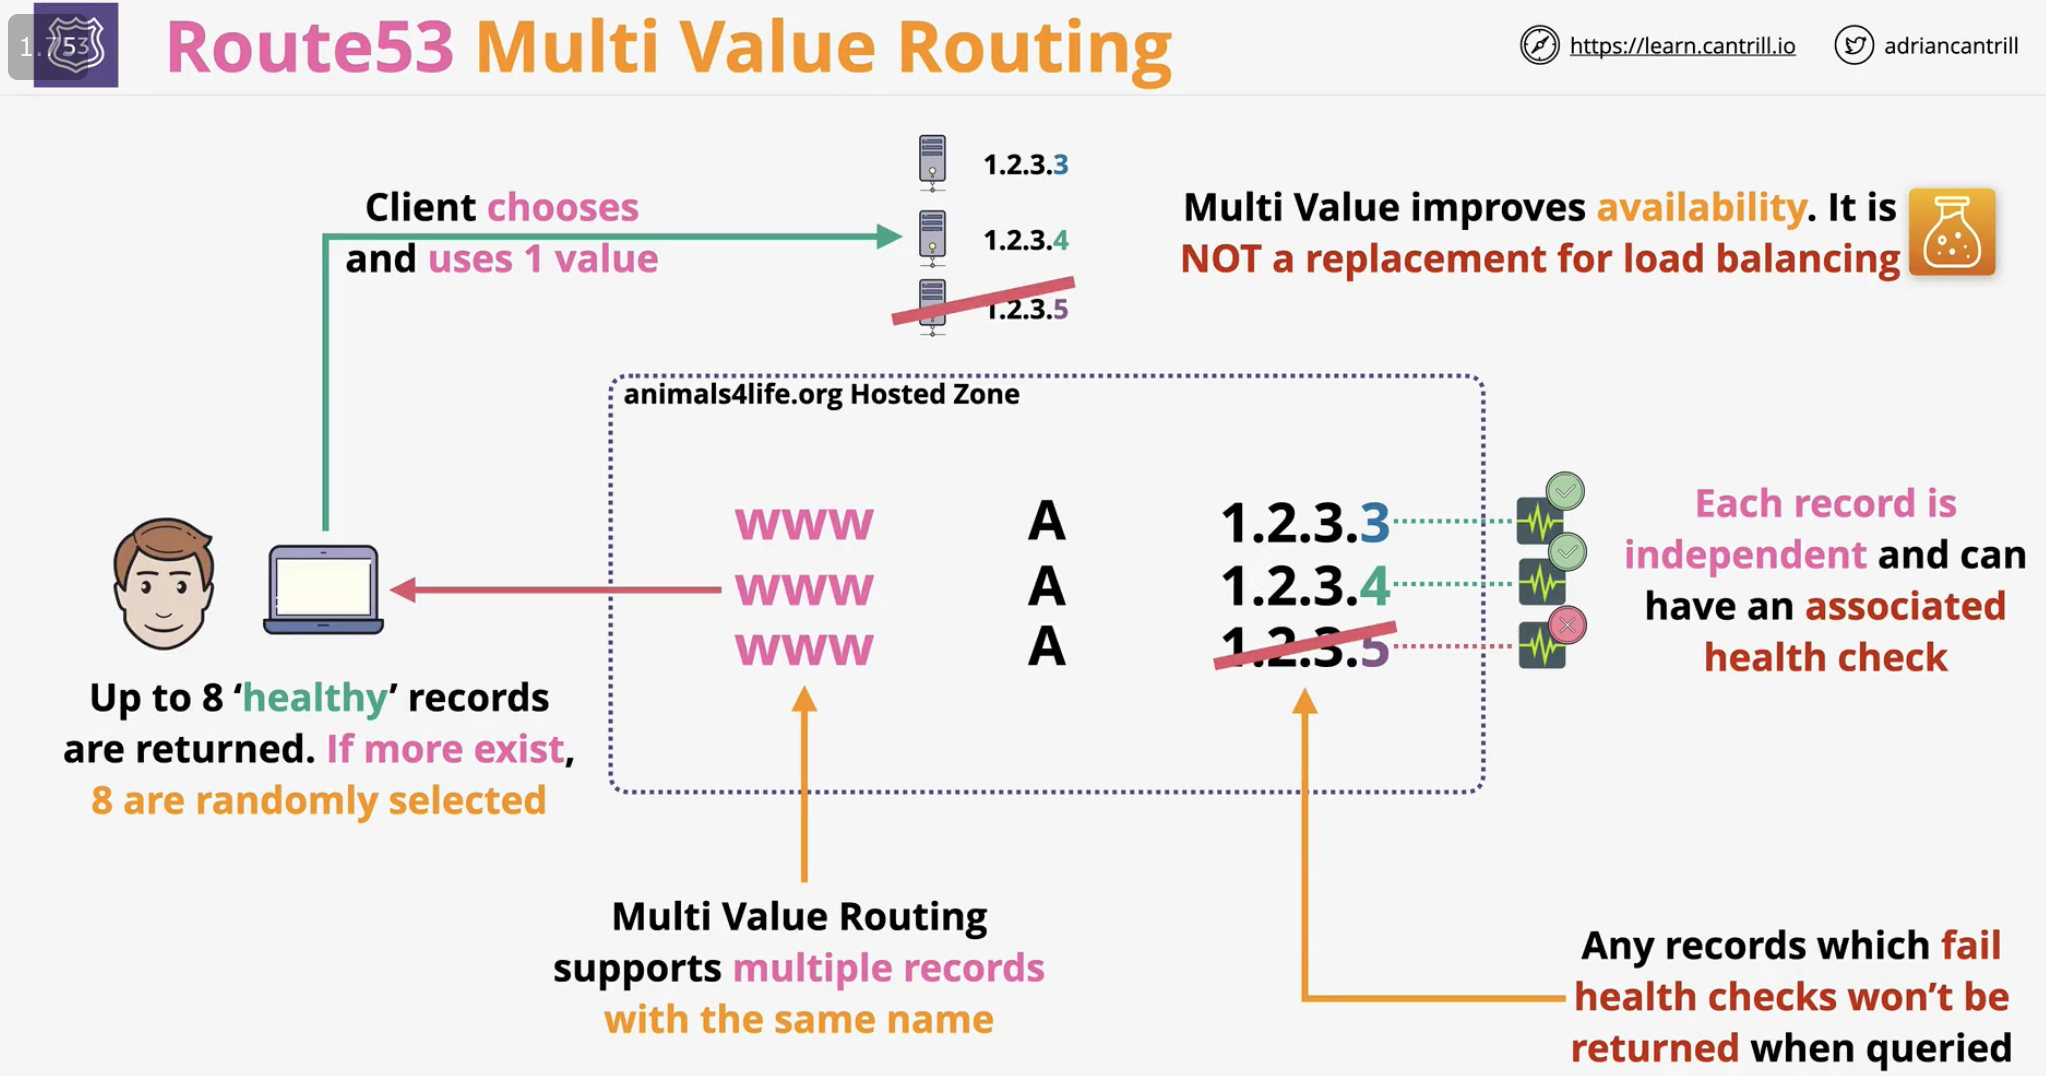 53
Route53 Multi Value Routing
https://learn.cantrill.io
adriancantrill
1.2.3.3
1.2.3.4
1.2.3.5
Client chooses
and uses 1 value
Multi Value improves availability. It is
NOT a replacement for load balancing
animals4life.org Hosted Zone
www A 1.2.3.3
www A 1.2.3.4
www A 1.2.3.5
Each record is
independent and can
have an associated
health check
Up to 8 ‘healthy’ records
are returned. If more exist,
8 are randomly selected
Multi Value Routing
supports multiple records
with the same name
Any records which fail
health checks won’t be
returned when queried